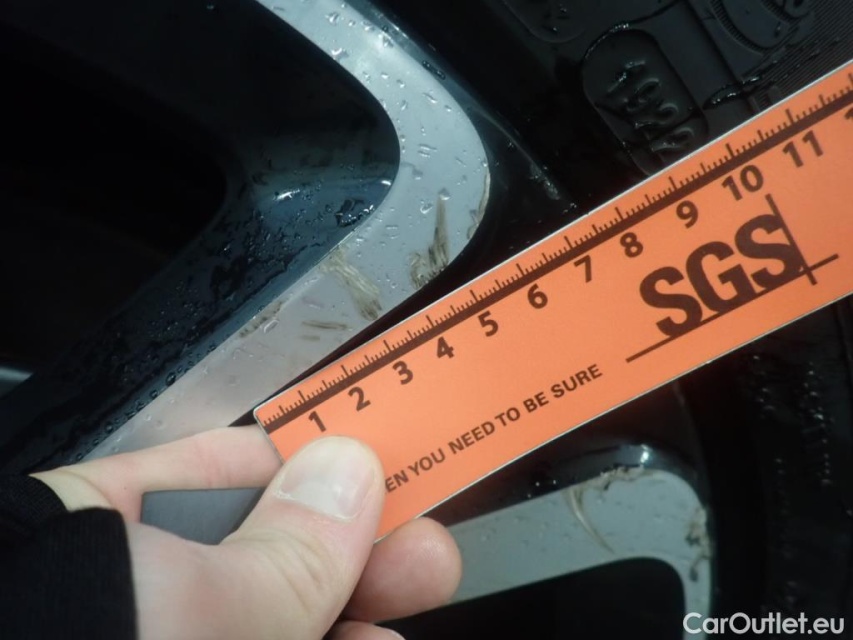 1 2 3 4 5 6 7 8 9 10 11
SGS
EN YOU NEED TO BE SURE
CarOutlet.eu